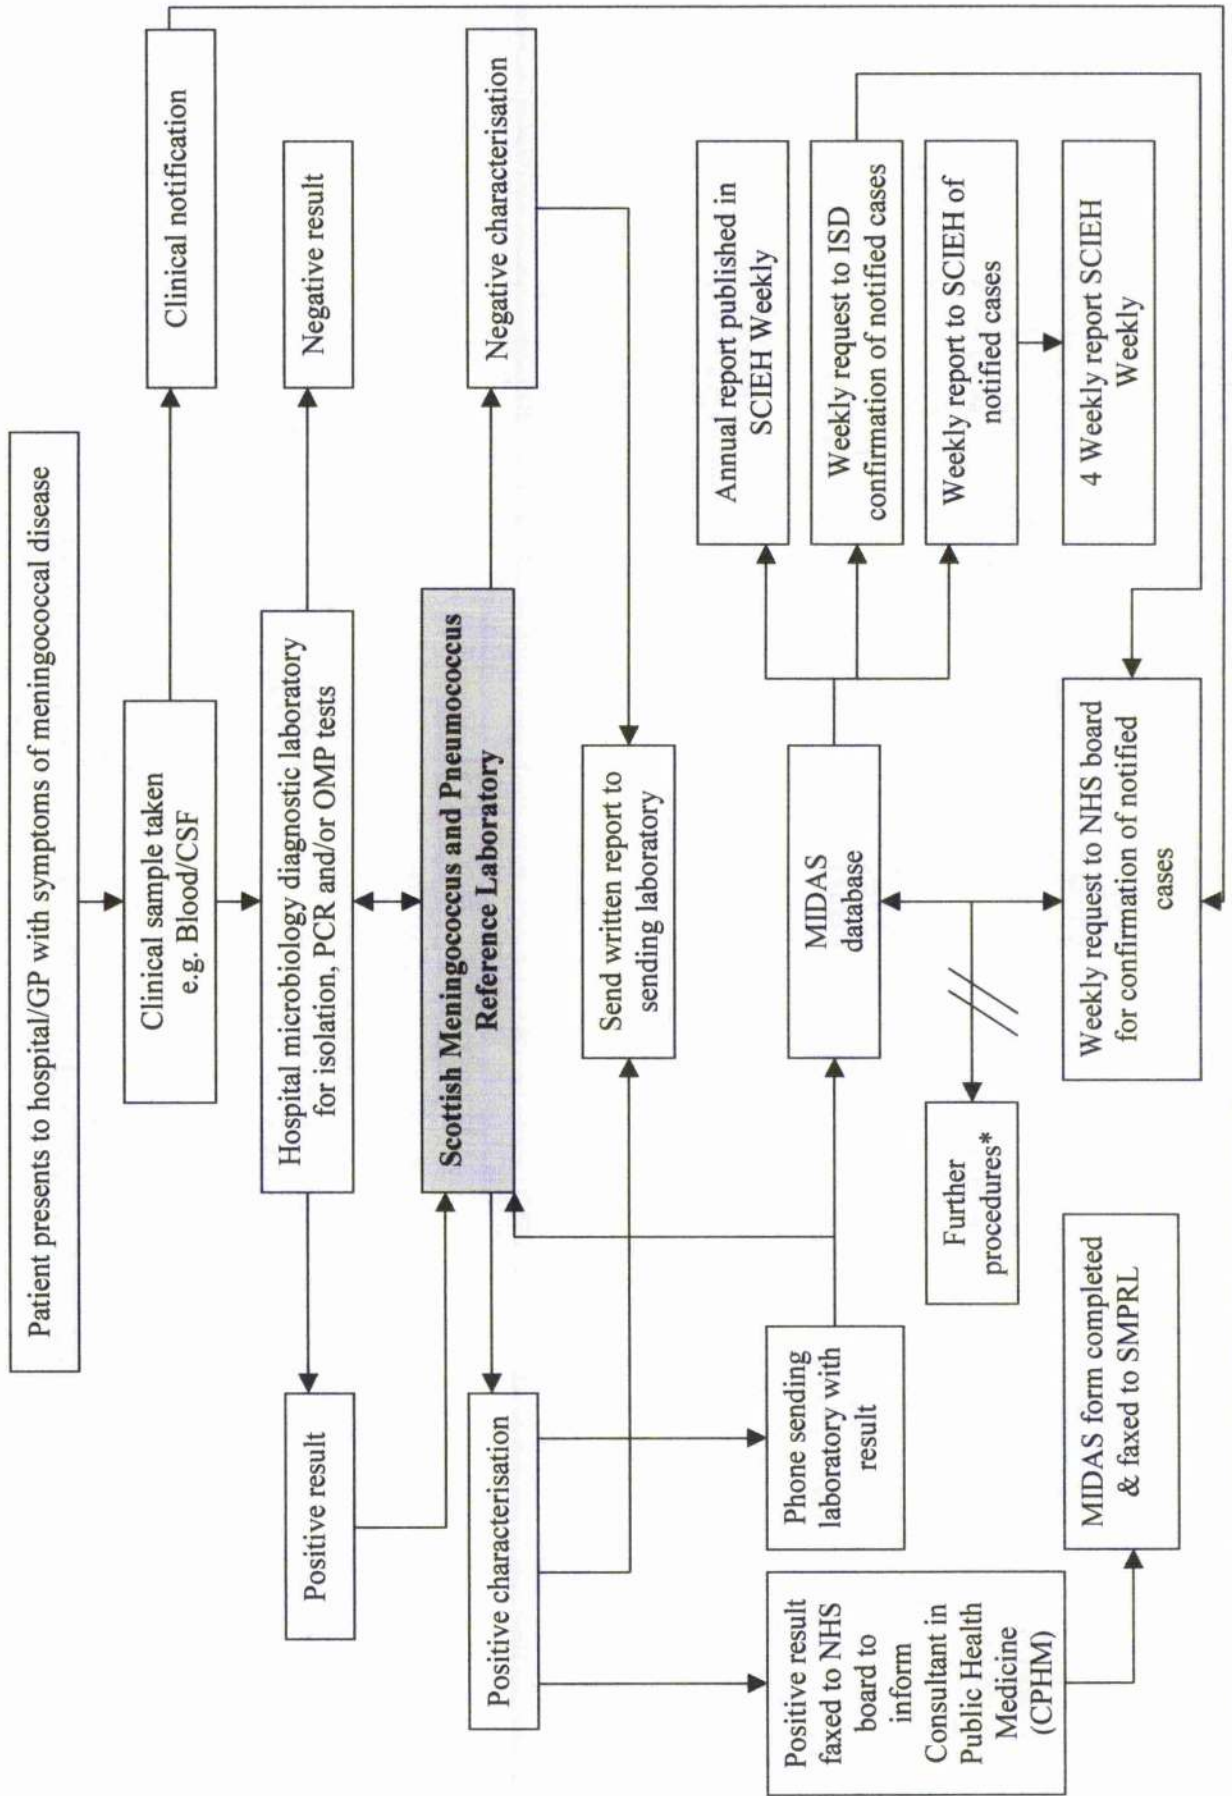 Patient presents to hospital/GP with symptoms of meningococcal disease
Clinical sample taken
e.g. Blood/CSF
Clinical notification
Hospital microbiology diagnostic laboratory
for isolation, PCR and/or OMP tests
Positive result
Negative result
Scottish Meningococcus and Pneumococcus
Reference Laboratory
Positive characterisation
Negative characterisation
Send written report to
sending laboratory
Positive result
faxed to NHS
board to
inform
Consultant in
Public Health
Medicine
(CPHM)
Phone sending
laboratory with
result
MIDAS
database
Annual report published in
SCIEH Weekly
Weekly request to ISD
confirmation of notified cases
Weekly report to SCIEH of
notified cases
4 Weekly report SCIEH
Weekly
Further
procedures*
MIDAS form completed
& faxed to SMPRL
Weekly request to NHS board
for confirmation of notified
cases